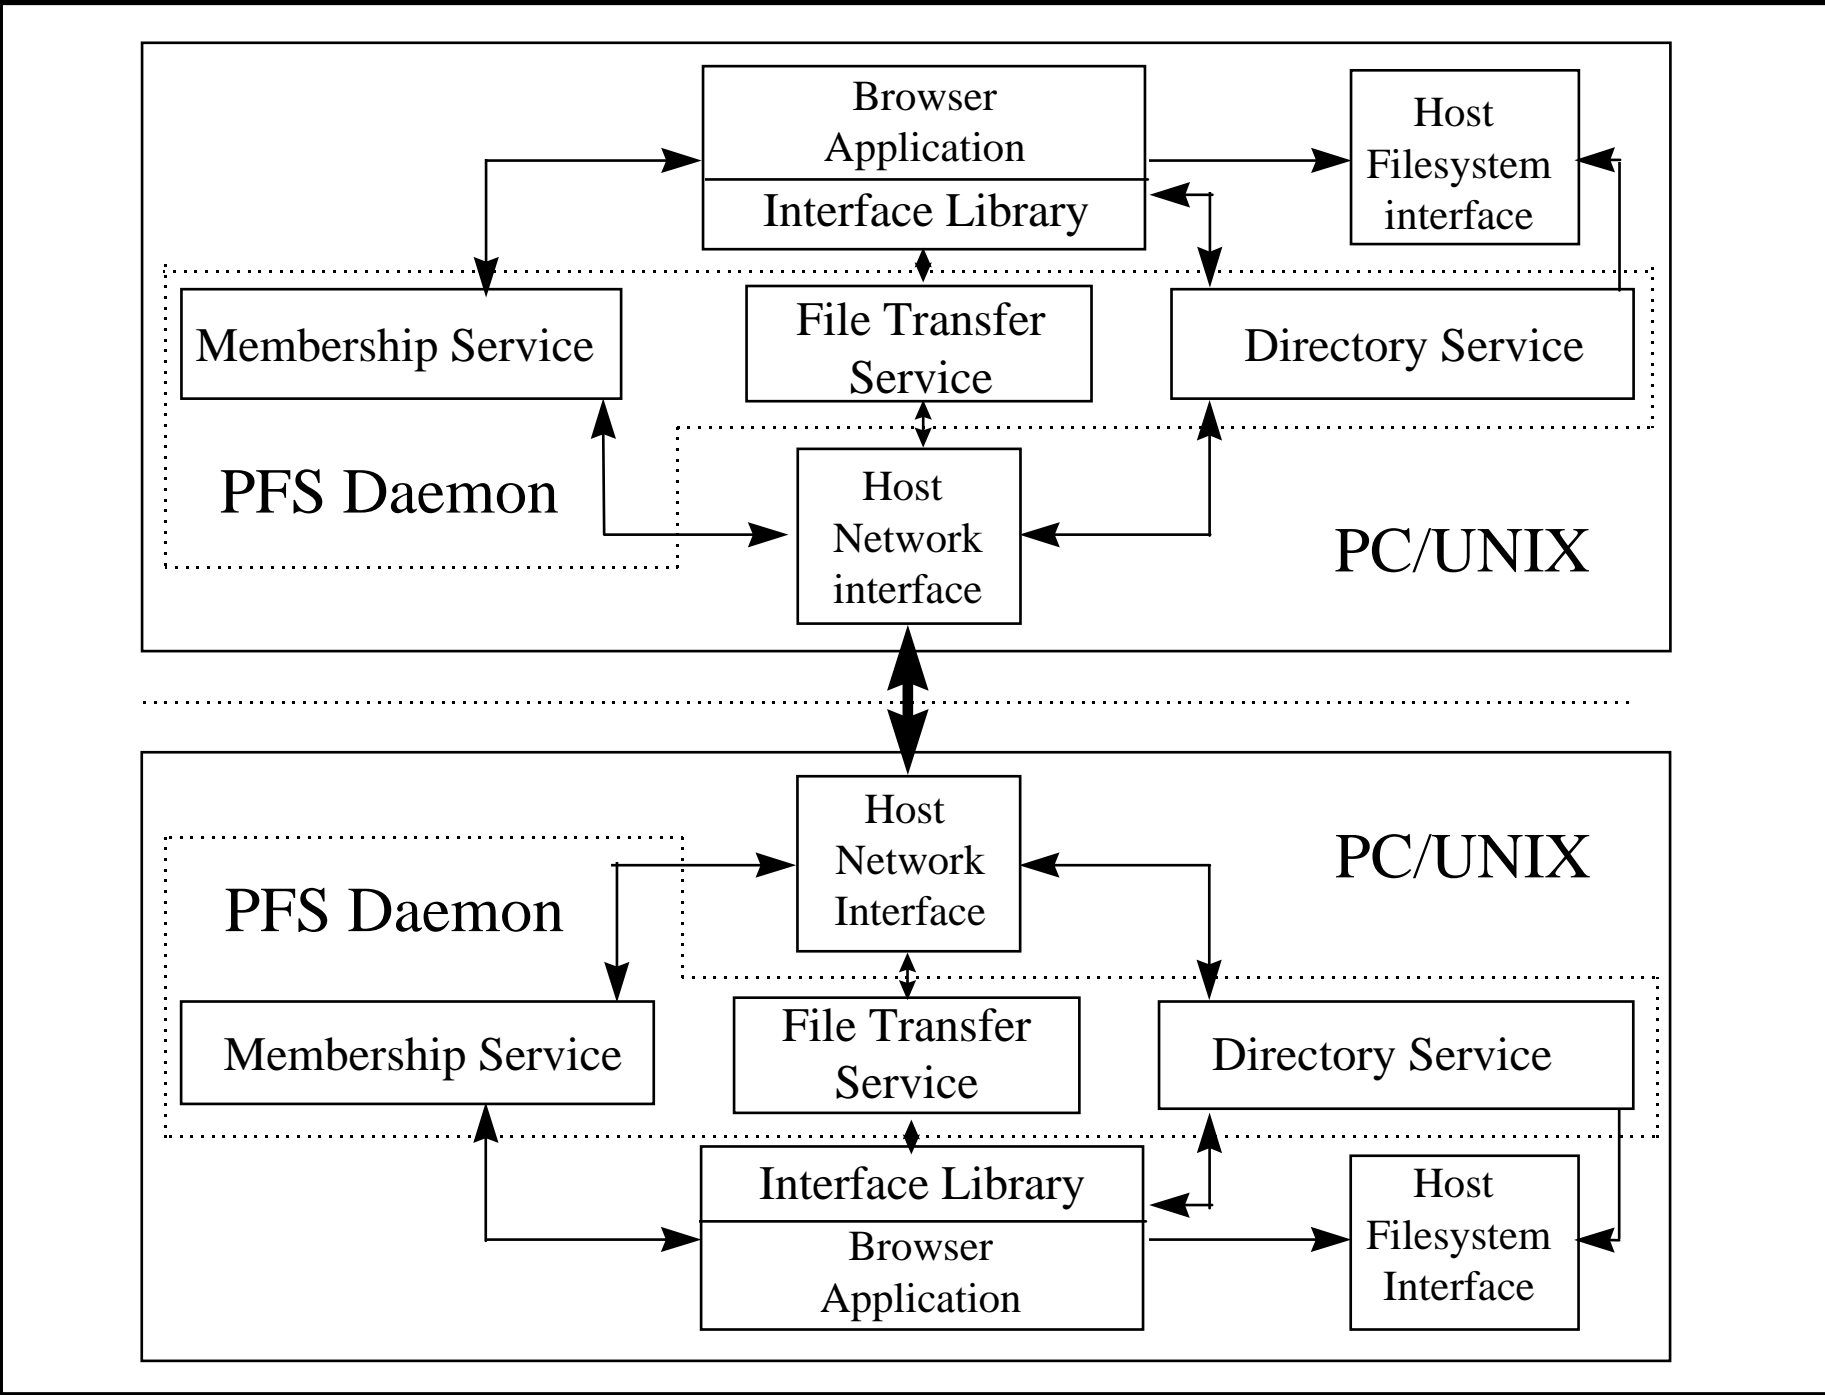 Browser
Application
Interface Library
Host
Filesystem
interface
Membership Service
File Transfer
Service
Directory Service
PFS Daemon
Host
Network
interface
PC/UNIX
Host
Network
Interface
PC/UNIX
PFS Daemon
Membership Service
File Transfer
Service
Directory Service
Interface Library
Browser
Application
Host
Filesystem
Interface